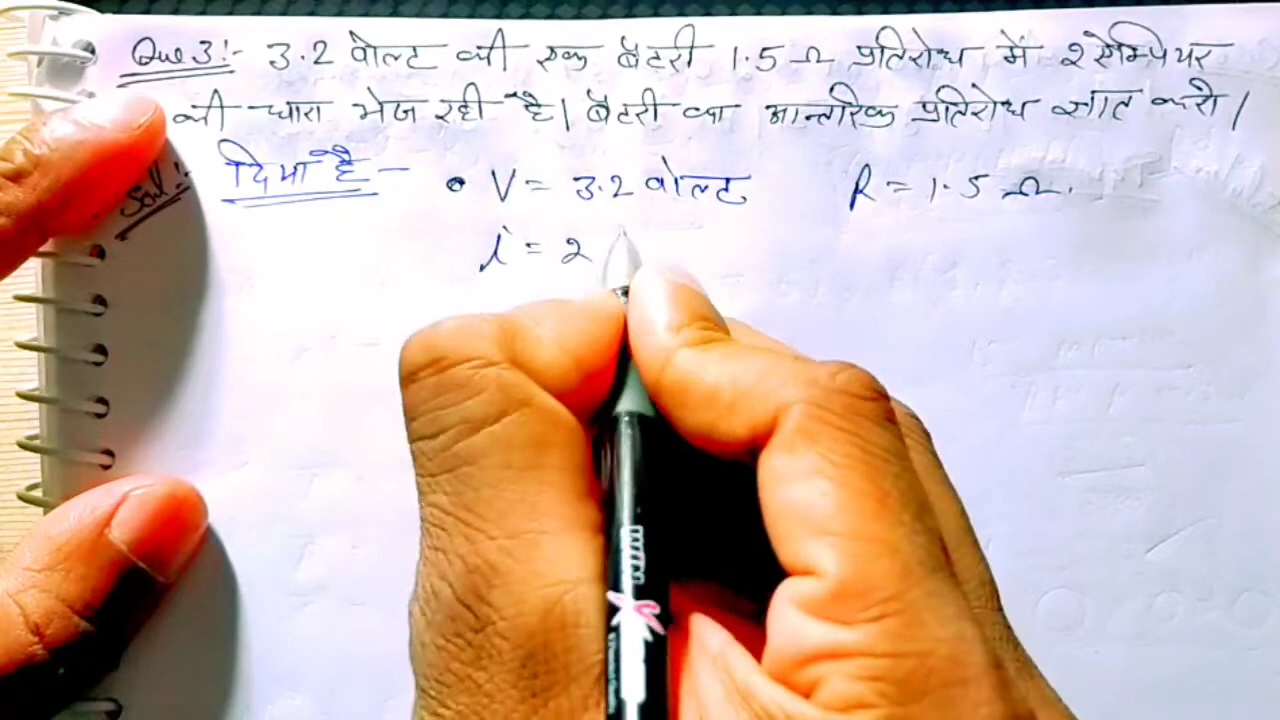 Que 3:- 3.2 वोल्ट की एक बैटरी 1.5 Ω प्रतिरोध में 2 ऐम्पियर
की धारा भेज रही है। बैटरी का आन्तरिक प्रतिरोध ज्ञात करो।
Sol:- दिया है - • V = 3.2 वोल्ट R = 1.5 Ω.
i = 2